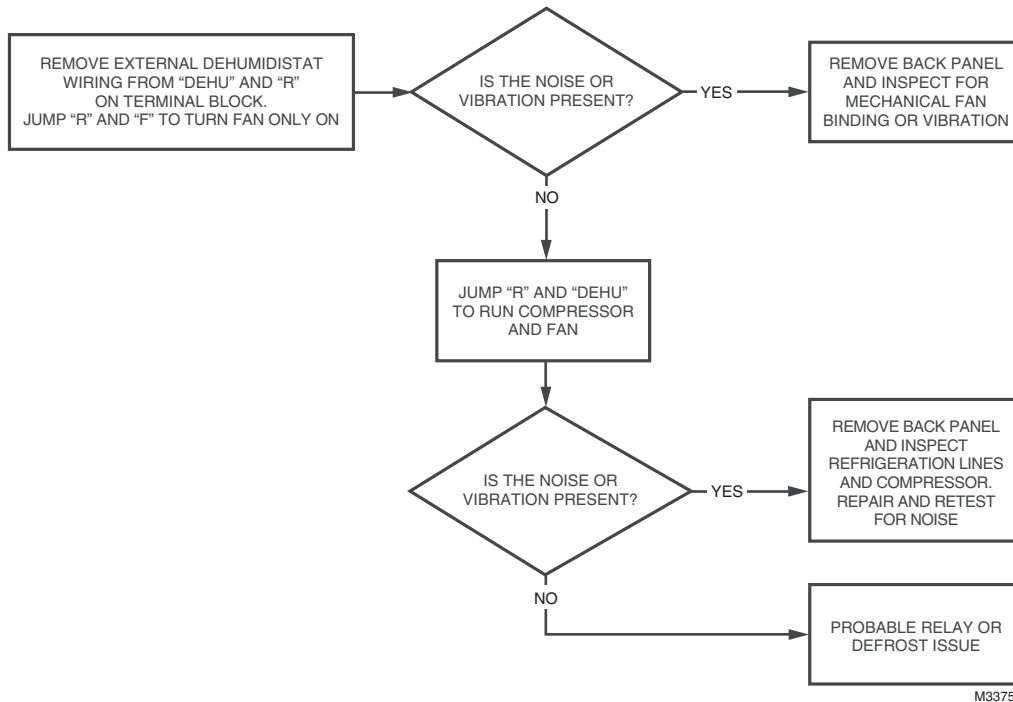 REMOVE EXTERNAL DEHUMIDISTAT
WIRING FROM “DEHU” AND “R”
ON TERMINAL BLOCK.
JUMP “R” AND “F” TO TURN FAN ONLY ON
IS THE NOISE OR
VIBRATION PRESENT?
YES
REMOVE BACK PANEL
AND INSPECT FOR
MECHANICAL FAN
BINDING OR VIBRATION
NO
JUMP “R” AND “DEHU”
TO RUN COMPRESSOR
AND FAN
IS THE NOISE OR
VIBRATION PRESENT?
YES
REMOVE BACK PANEL
AND INSPECT
REFRIGERATION LINES
AND COMPRESSOR.
REPAIR AND RETEST
FOR NOISE
NO
PROBABLE RELAY OR
DEFROST ISSUE
M3375